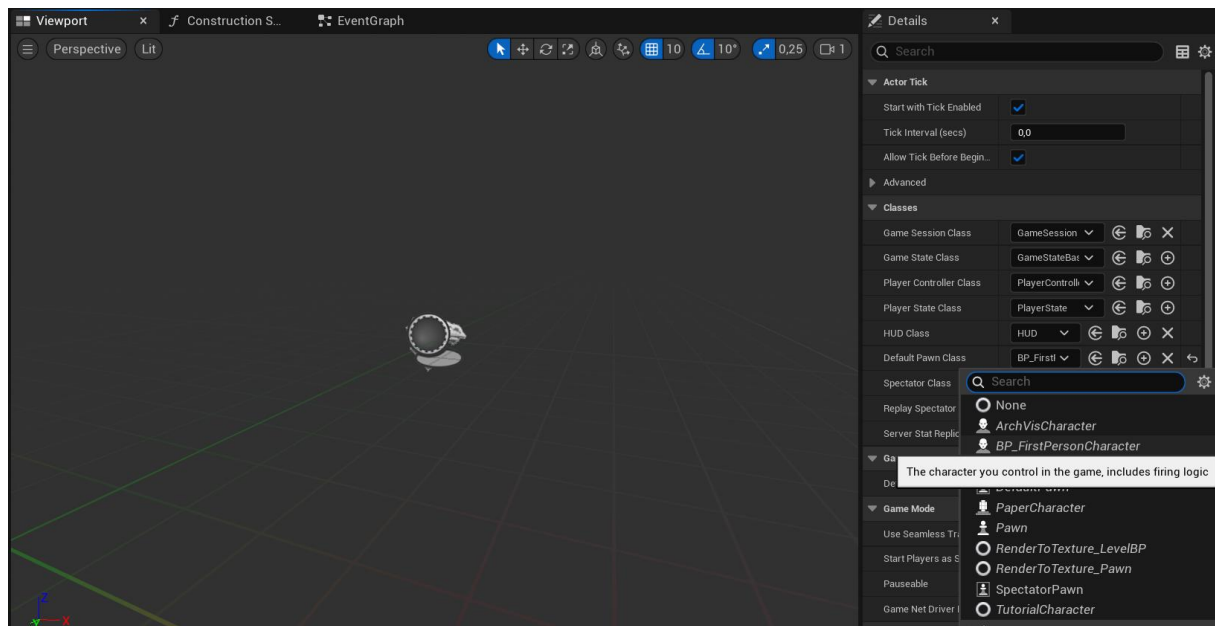 Viewport × Construction S... EventGraph
Perspective Lit
10 10° 0,25 1
Z
X
Details ×
Search
Actor Tick
Start with Tick Enabled
Tick Interval (secs) 0,0
Allow Tick Before Begin...
Advanced
Classes
Game Session Class GameSession
Game State Class GameStateBas
Player Controller Class PlayerControlle
Player State Class PlayerState
HUD Class HUD
Default Pawn Class BP_FirstI
Spectator Class
Replay Spectator
Server Stat Replic
Ga
De
Game Mode
Use Seamless Tra
Start Players as S
Pauseable
Game Net Driver
Search
None
ArchVisCharacter
BP_FirstPersonCharacter
The character you control in the game, includes firing logic
DefaultPawn
PaperCharacter
Pawn
RenderToTexture_LevelBP
RenderToTexture_Pawn
SpectatorPawn
TutorialCharacter